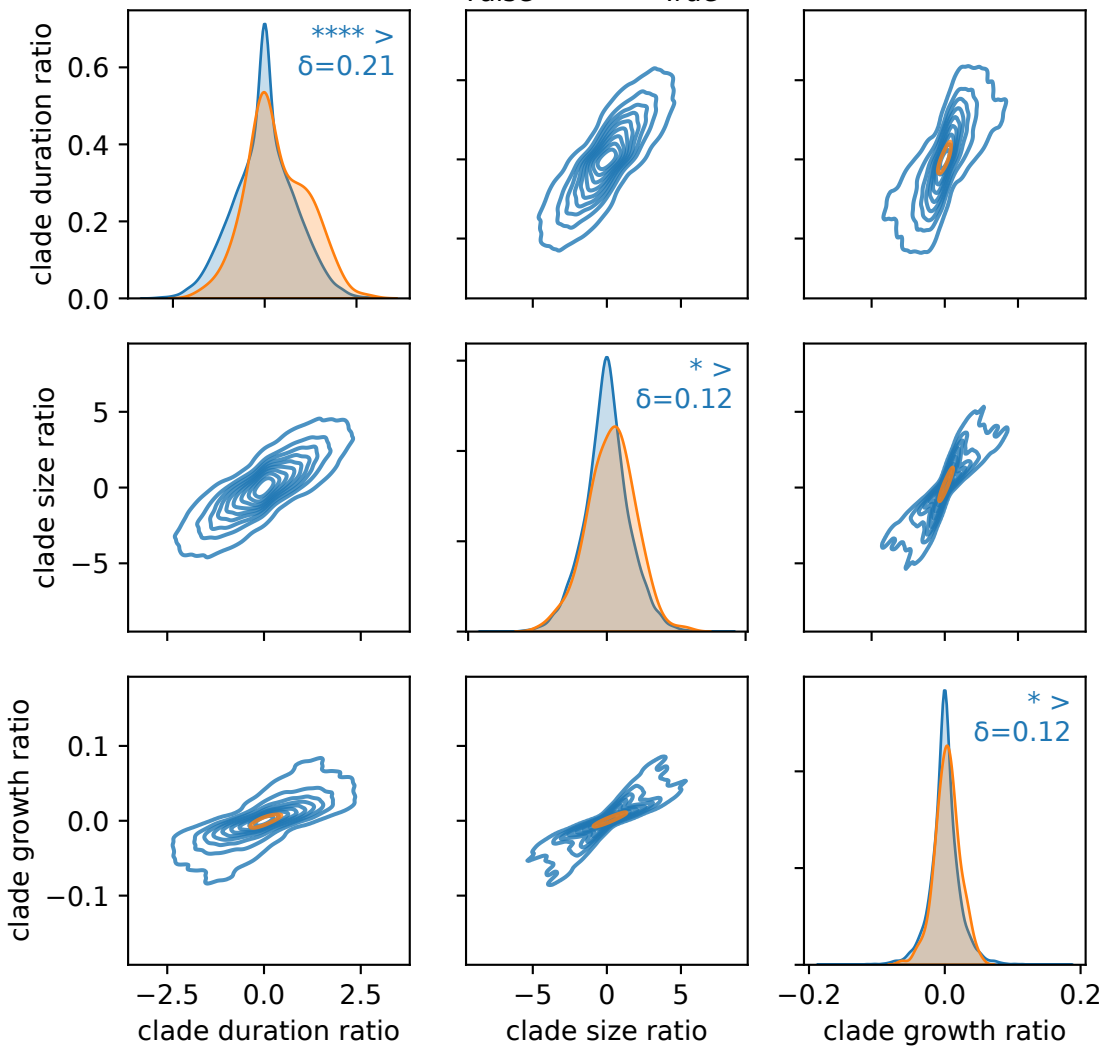 **** >
δ=0.21
clade duration ratio
0.6
0.4
0.2
0.0
* >
δ=0.12
clade size ratio
5
0
−5
* >
δ=0.12
clade growth ratio
0.1
0.0
−0.1
−2.5 0.0 2.5
−5 0 5
−0.2 0.0 0.2
clade duration ratio
clade size ratio
clade growth ratio